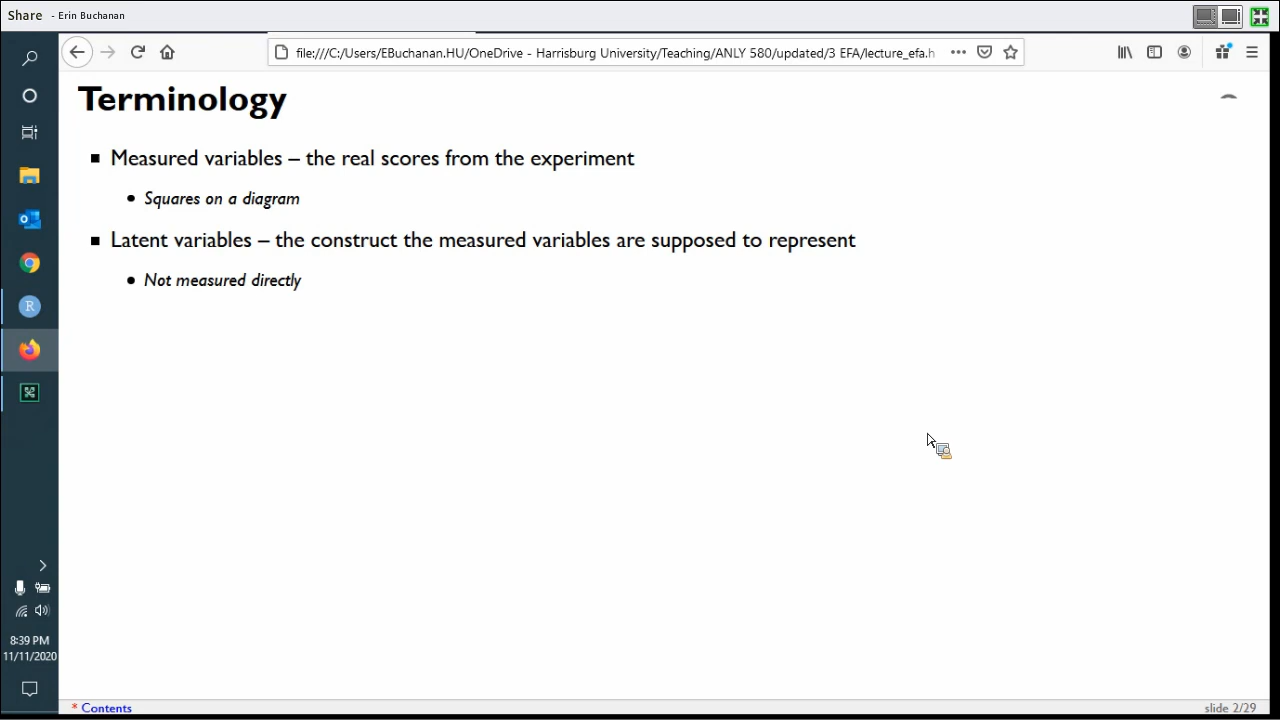 Share - Erin Buchanan
file:///C:/Users/EBuchanan.HU/OneDrive - Harrisburg University/Teaching/ANLY 580/updated/3 EFA/lecture_efa.h
Terminology
Measured variables – the real scores from the experiment
Squares on a diagram
Latent variables – the construct the measured variables are supposed to represent
Not measured directly
R
8:39 PM
11/11/2020
* Contents
slide 2/29